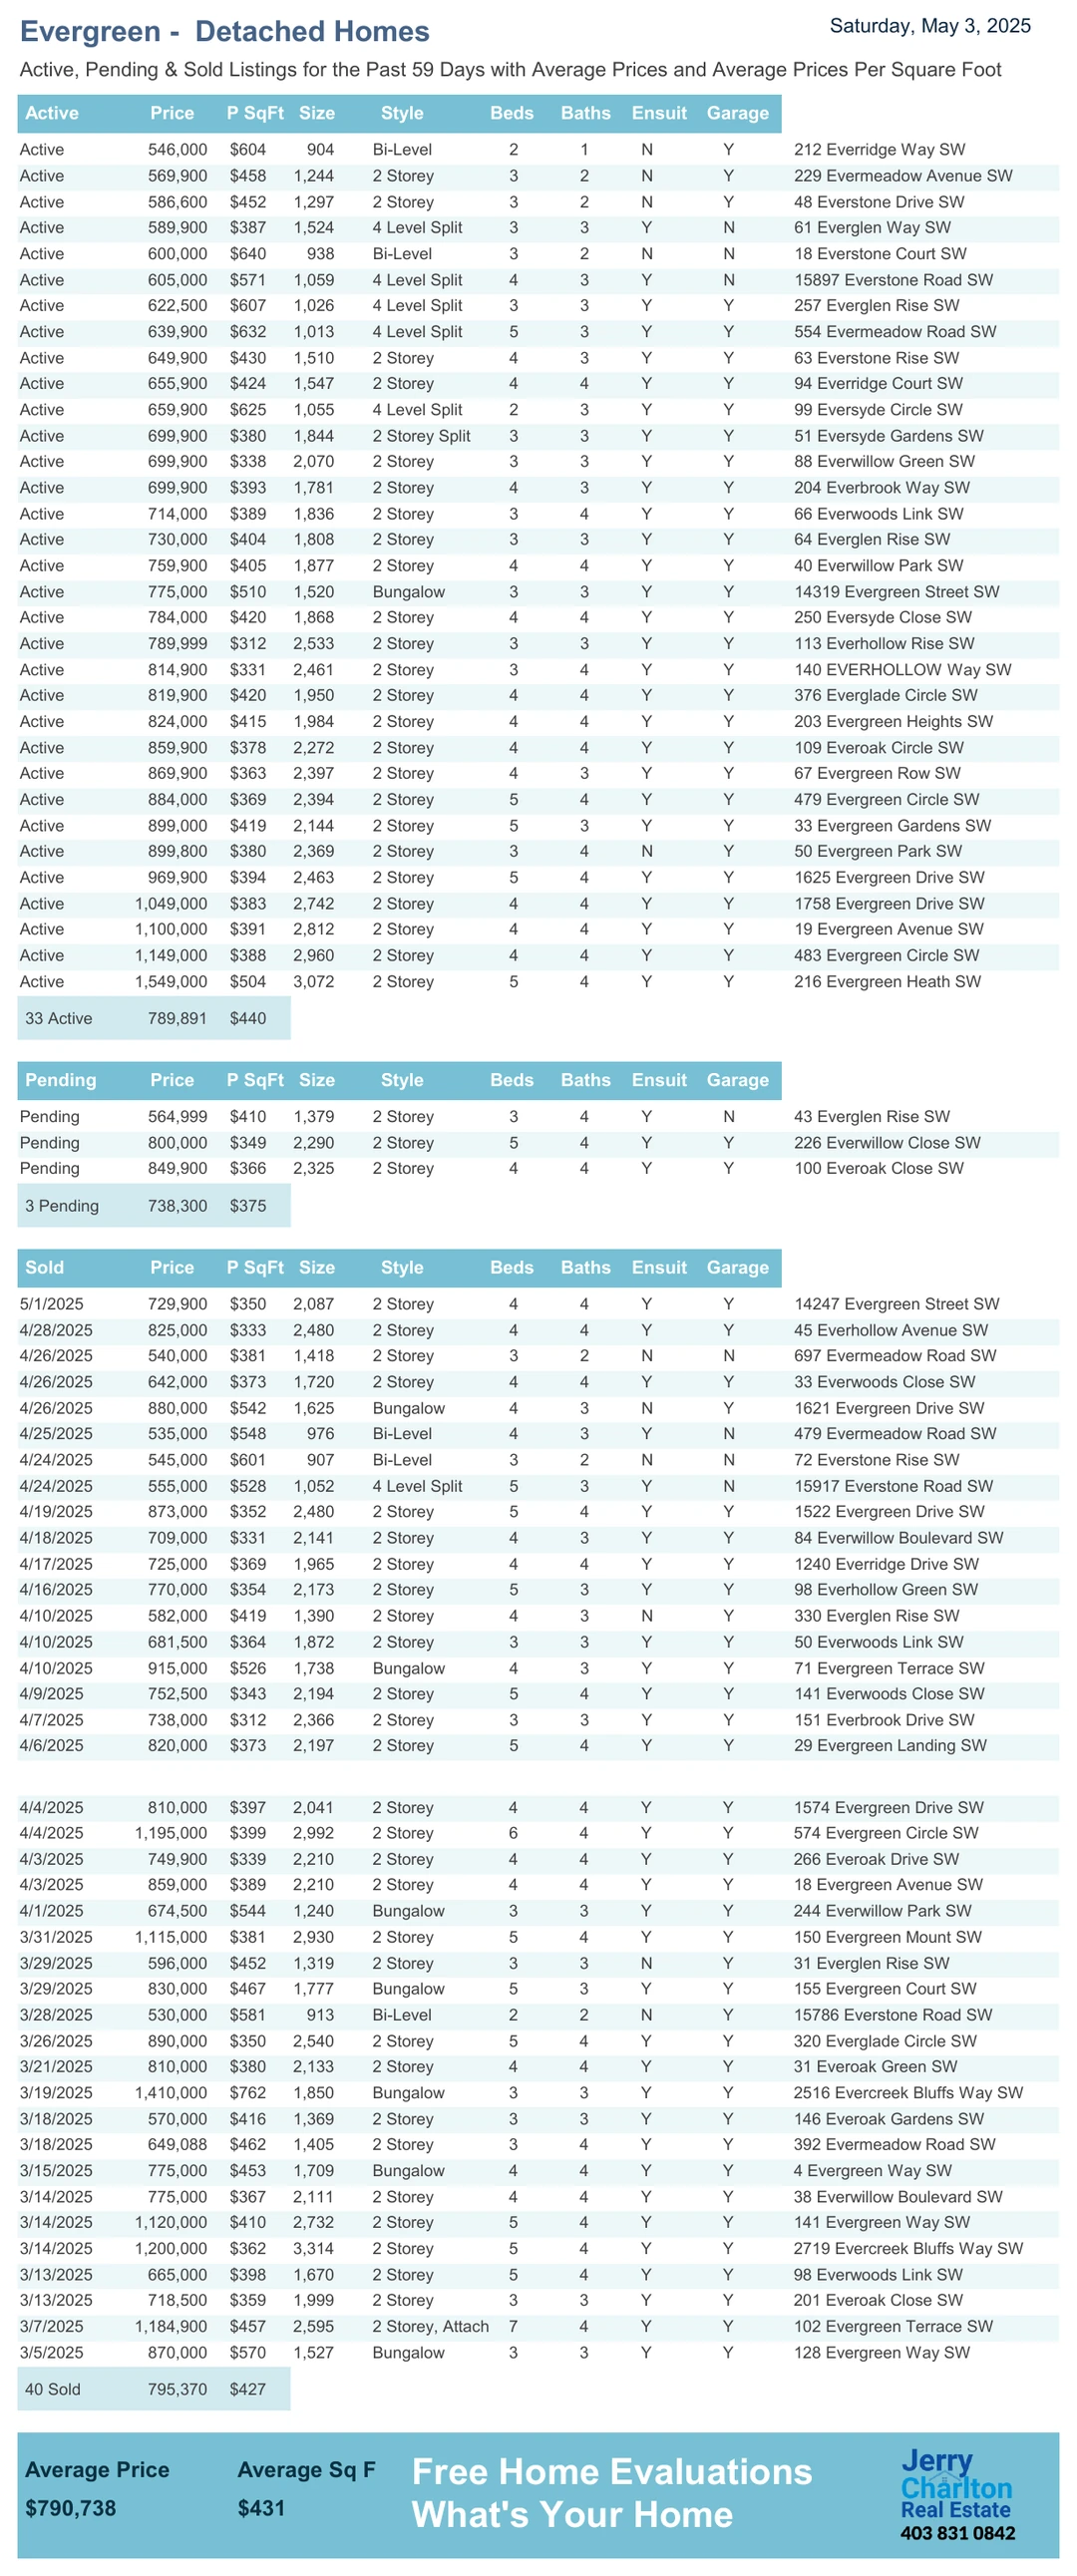 Evergreen - Detached Homes
Saturday, May 3, 2025
Active, Pending & Sold Listings for the Past 59 Days with Average Prices and Average Prices Per Square Foot
Active Price P SqFt Size Style Beds Baths Ensuit Garage
Active 546,000 $604 904 Bi-Level 2 1 N Y 212 Everridge Way SW
Active 569,900 $458 1,244 2 Storey 3 2 N Y 229 Evermeadow Avenue SW
Active 586,600 $452 1,297 2 Storey 3 2 N Y 48 Everstone Drive SW
Active 589,900 $387 1,524 4 Level Split 3 3 Y N 61 Everglen Way SW
Active 600,000 $640 938 Bi-Level 3 2 N N 18 Everstone Court SW
Active 605,000 $571 1,059 4 Level Split 4 3 Y N 15897 Everstone Road SW
Active 622,500 $607 1,026 4 Level Split 3 3 Y Y 257 Everglen Rise SW
Active 639,900 $632 1,013 4 Level Split 5 3 Y Y 554 Evermeadow Road SW
Active 649,900 $430 1,510 2 Storey 4 3 Y Y 63 Everstone Rise SW
Active 655,900 $424 1,547 2 Storey 4 4 Y Y 94 Everridge Court SW
Active 659,900 $625 1,055 4 Level Split 2 3 Y Y 99 Eversyde Circle SW
Active 699,900 $380 1,844 2 Storey Split 3 3 Y Y 51 Eversyde Gardens SW
Active 699,900 $338 2,070 2 Storey 3 3 Y Y 88 Everwillow Green SW
Active 699,900 $393 1,781 2 Storey 4 3 Y Y 204 Everbrook Way SW
Active 714,000 $389 1,836 2 Storey 3 4 Y Y 66 Everwoods Link SW
Active 730,000 $404 1,808 2 Storey 3 3 Y Y 64 Everglen Rise SW
Active 759,900 $405 1,877 2 Storey 4 4 Y Y 40 Everwillow Park SW
Active 775,000 $510 1,520 Bungalow 3 3 Y Y 14319 Evergreen Street SW
Active 784,000 $420 1,868 2 Storey 4 4 Y Y 250 Eversyde Close SW
Active 789,999 $312 2,533 2 Storey 3 3 Y Y 113 Everhollow Rise SW
Active 814,900 $331 2,461 2 Storey 3 4 Y Y 140 EVERHOLLOW Way SW
Active 819,900 $420 1,950 2 Storey 4 4 Y Y 376 Everglade Circle SW
Active 824,000 $415 1,984 2 Storey 4 4 Y Y 203 Evergreen Heights SW
Active 859,900 $378 2,272 2 Storey 4 4 Y Y 109 Everoak Circle SW
Active 869,900 $363 2,397 2 Storey 4 3 Y Y 67 Evergreen Row SW
Active 884,000 $369 2,394 2 Storey 5 4 Y Y 479 Evergreen Circle SW
Active 899,000 $419 2,144 2 Storey 5 3 Y Y 33 Evergreen Gardens SW
Active 899,800 $380 2,369 2 Storey 3 4 N Y 50 Evergreen Park SW
Active 969,900 $394 2,463 2 Storey 5 4 Y Y 1625 Evergreen Drive SW
Active 1,049,000 $383 2,742 2 Storey 4 4 Y Y 1758 Evergreen Drive SW
Active 1,100,000 $391 2,812 2 Storey 4 4 Y Y 19 Evergreen Avenue SW
Active 1,149,000 $388 2,960 2 Storey 4 4 Y Y 483 Evergreen Circle SW
Active 1,549,000 $504 3,072 2 Storey 5 4 Y Y 216 Evergreen Heath SW
33 Active 789,891 $440
Pending Price P SqFt Size Style Beds Baths Ensuit Garage
Pending 564,999 $410 1,379 2 Storey 3 4 Y N 43 Everglen Rise SW
Pending 800,000 $349 2,290 2 Storey 5 4 Y Y 226 Everwillow Close SW
Pending 849,900 $366 2,325 2 Storey 4 4 Y Y 100 Everoak Close SW
3 Pending 738,300 $375
Sold Price P SqFt Size Style Beds Baths Ensuit Garage
5/1/2025 729,900 $350 2,087 2 Storey 4 4 Y Y 14247 Evergreen Street SW
4/28/2025 825,000 $333 2,480 2 Storey 4 4 Y Y 45 Everhollow Avenue SW
4/26/2025 540,000 $381 1,418 2 Storey 3 2 N N 697 Evermeadow Road SW
4/26/2025 642,000 $373 1,720 2 Storey 4 4 Y Y 33 Everwoods Close SW
4/26/2025 880,000 $542 1,625 Bungalow 4 3 N Y 1621 Evergreen Drive SW
4/25/2025 535,000 $548 976 Bi-Level 4 3 Y N 479 Evermeadow Road SW
4/24/2025 545,000 $601 907 Bi-Level 3 2 N N 72 Everstone Rise SW
4/24/2025 555,000 $528 1,052 4 Level Split 5 3 Y N 15917 Everstone Road SW
4/19/2025 873,000 $352 2,480 2 Storey 5 4 Y Y 1522 Evergreen Drive SW
4/18/2025 709,000 $331 2,141 2 Storey 4 3 Y Y 84 Everwillow Boulevard SW
4/17/2025 725,000 $369 1,965 2 Storey 4 4 Y Y 1240 Everridge Drive SW
4/16/2025 770,000 $354 2,173 2 Storey 5 3 Y Y 98 Everhollow Green SW
4/10/2025 582,000 $419 1,390 2 Storey 4 3 N Y 330 Everglen Rise SW
4/10/2025 681,500 $364 1,872 2 Storey 3 3 Y Y 50 Everwoods Link SW
4/10/2025 915,000 $526 1,738 Bungalow 4 3 Y Y 71 Evergreen Terrace SW
4/9/2025 752,500 $343 2,194 2 Storey 5 4 Y Y 141 Everwoods Close SW
4/7/2025 738,000 $312 2,366 2 Storey 3 3 Y Y 151 Everbrook Drive SW
4/6/2025 820,000 $373 2,197 2 Storey 5 4 Y Y 29 Evergreen Landing SW
4/4/2025 810,000 $397 2,041 2 Storey 4 4 Y Y 1574 Evergreen Drive SW
4/4/2025 1,195,000 $399 2,992 2 Storey 6 4 Y Y 574 Evergreen Circle SW
4/3/2025 749,900 $339 2,210 2 Storey 4 4 Y Y 266 Everoak Drive SW
4/3/2025 859,000 $389 2,210 2 Storey 4 4 Y Y 18 Evergreen Avenue SW
4/1/2025 674,500 $544 1,240 Bungalow 3 3 Y Y 244 Everwillow Park SW
3/31/2025 1,115,000 $381 2,930 2 Storey 5 4 Y Y 150 Evergreen Mount SW
3/29/2025 596,000 $452 1,319 2 Storey 3 3 N Y 31 Everglen Rise SW
3/29/2025 830,000 $467 1,777 Bungalow 5 3 Y Y 155 Evergreen Court SW
3/28/2025 530,000 $581 913 Bi-Level 2 2 N Y 15786 Everstone Road SW
3/26/2025 890,000 $350 2,540 2 Storey 5 4 Y Y 320 Everglade Circle SW
3/21/2025 810,000 $380 2,133 2 Storey 4 4 Y Y 31 Everoak Green SW
3/19/2025 1,410,000 $762 1,850 Bungalow 3 3 Y Y 2516 Evercreek Bluffs Way SW
3/18/2025 570,000 $416 1,369 2 Storey 3 3 Y Y 146 Everoak Gardens SW
3/18/2025 649,088 $462 1,405 2 Storey 3 4 Y Y 392 Evermeadow Road SW
3/15/2025 775,000 $453 1,709 Bungalow 4 4 Y Y 4 Evergreen Way SW
3/14/2025 775,000 $367 2,111 2 Storey 4 4 Y Y 38 Everwillow Boulevard SW
3/14/2025 1,120,000 $410 2,732 2 Storey 5 4 Y Y 141 Evergreen Way SW
3/14/2025 1,200,000 $362 3,314 2 Storey 5 4 Y Y 2719 Evercreek Bluffs Way SW
3/13/2025 665,000 $398 1,670 2 Storey 5 4 Y Y 98 Everwoods Link SW
3/13/2025 718,500 $359 1,999 2 Storey 3 3 Y Y 201 Everoak Close SW
3/7/2025 1,184,900 $457 2,595 2 Storey, Attach 7 4 Y Y 102 Evergreen Terrace SW
3/5/2025 870,000 $570 1,527 Bungalow 3 3 Y Y 128 Evergreen Way SW
40 Sold 795,370 $427
Average Price Average Sq F
$790,738 $431
Free Home Evaluations
What's Your Home
Jerry
Charlton
Real Estate
403 831 0842